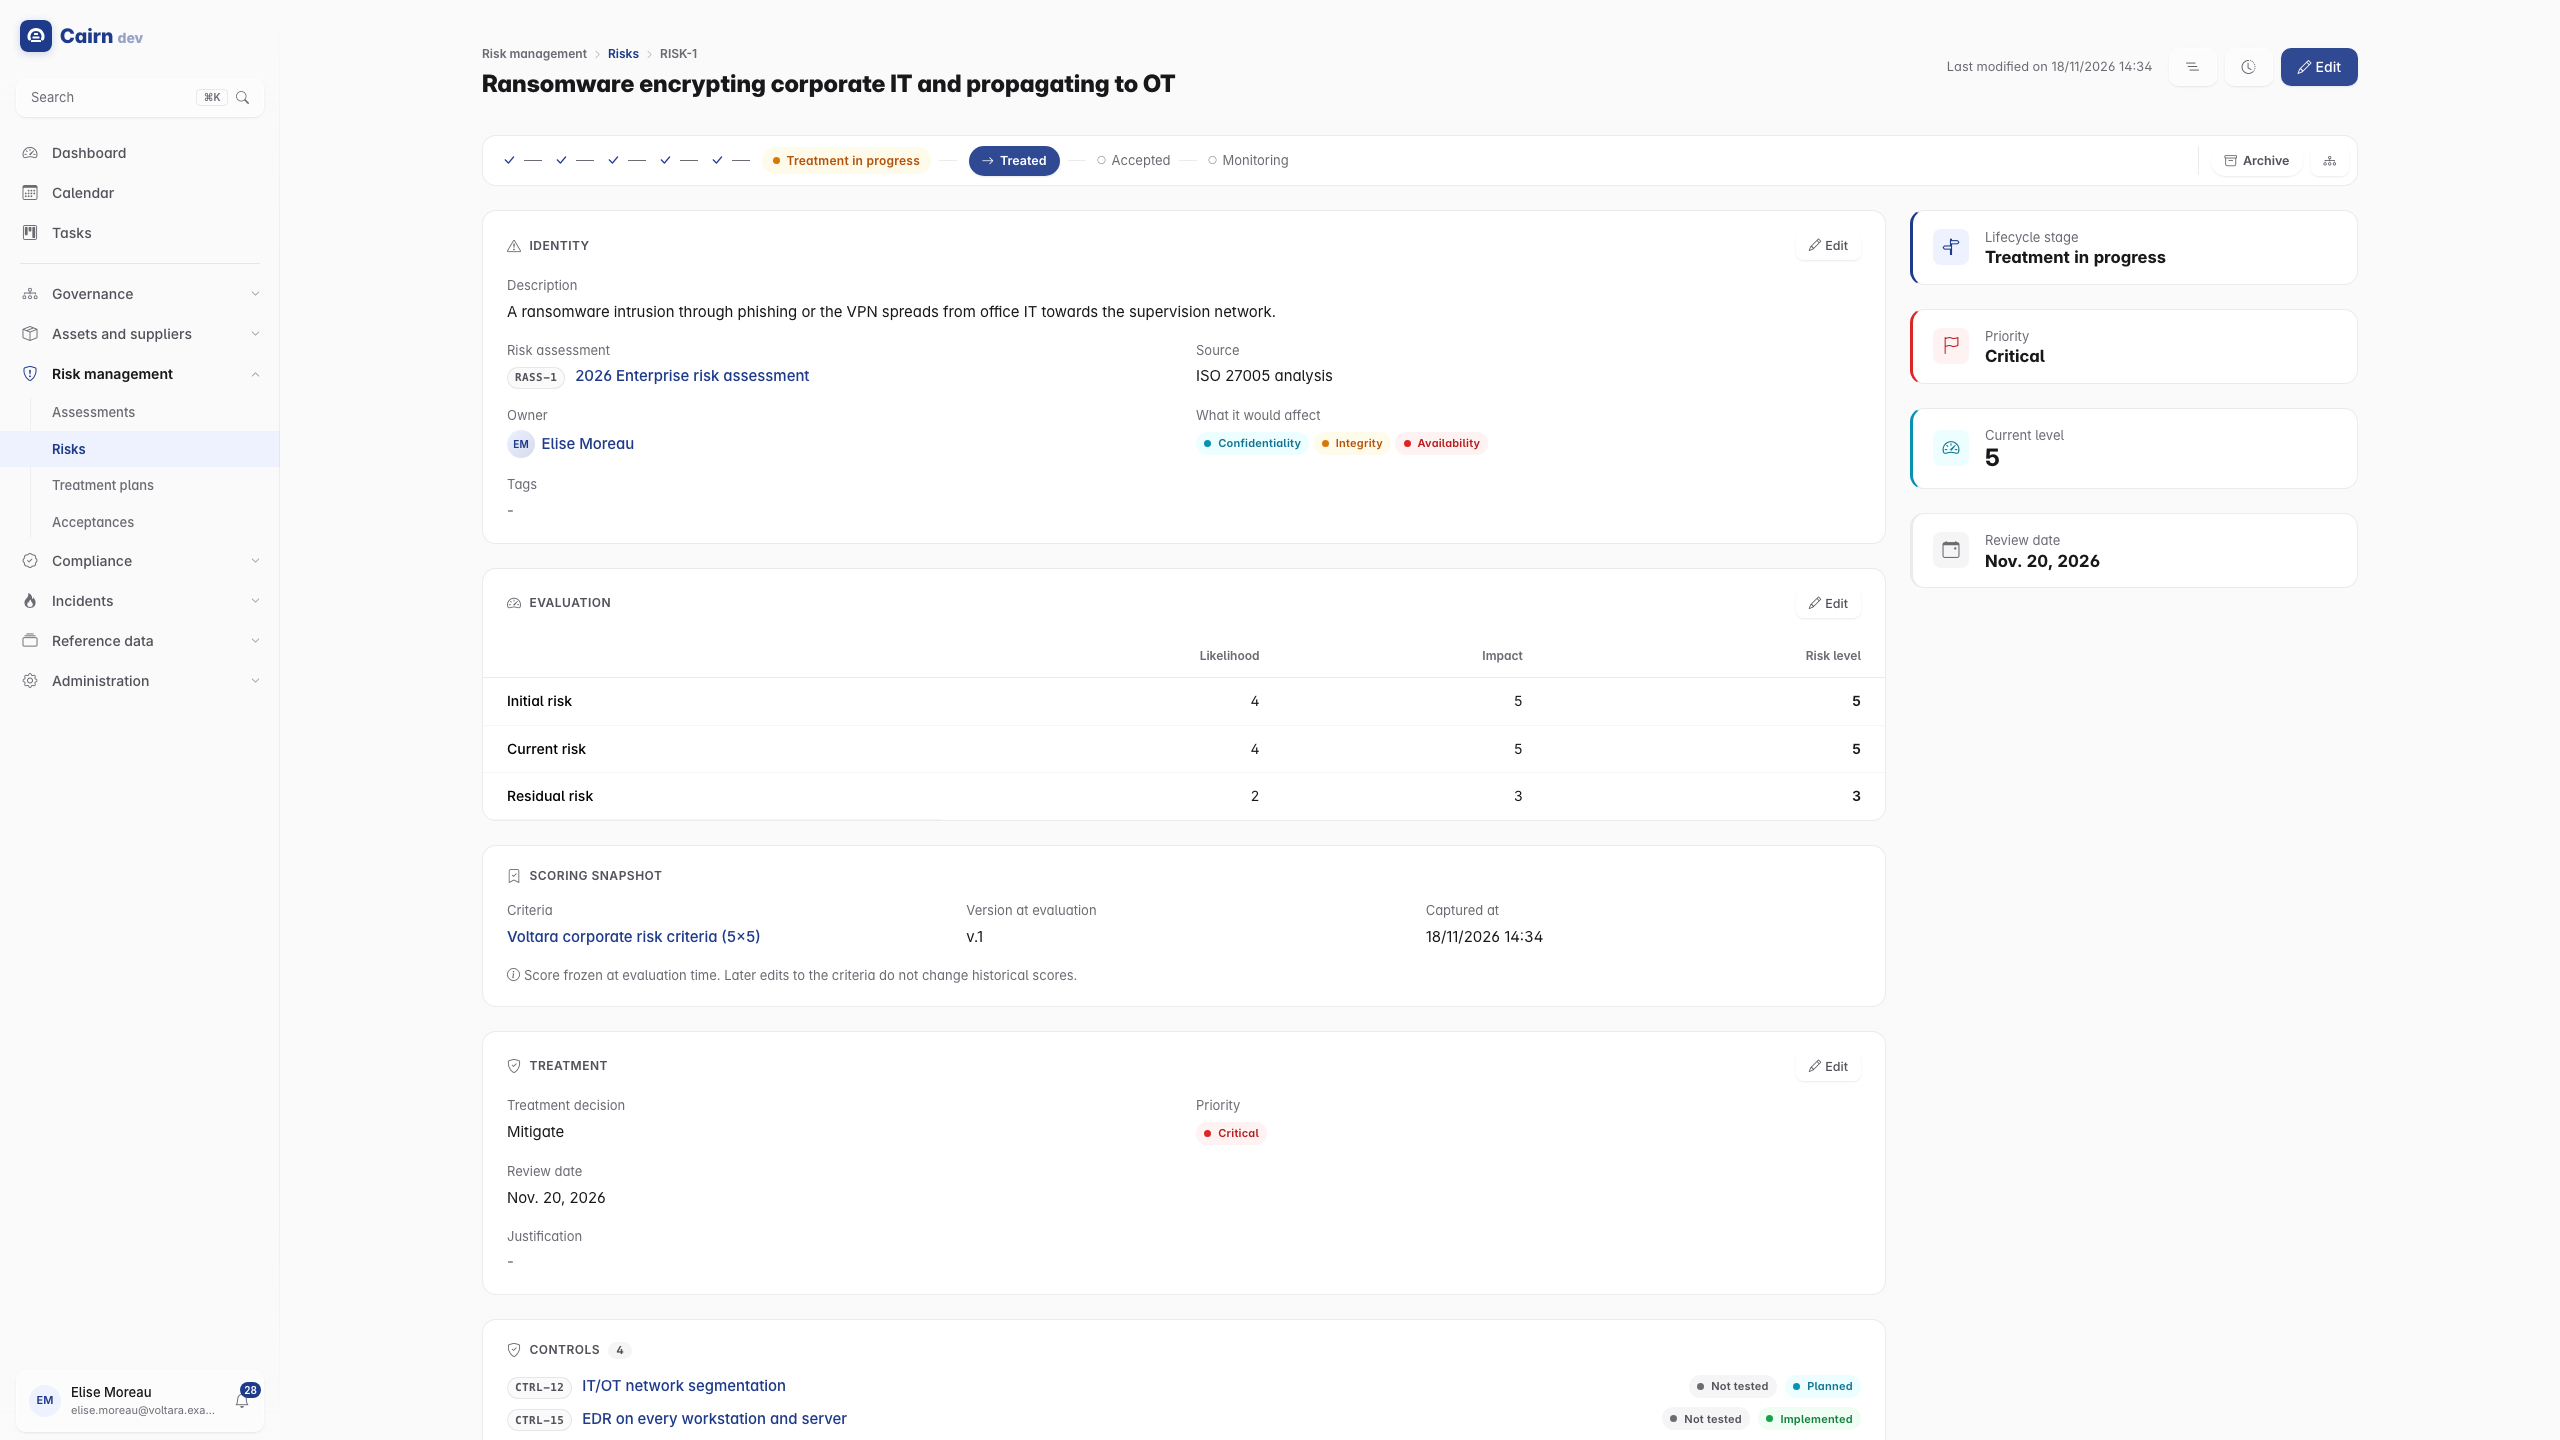 Cairn dev
Search ⌘K
Dashboard
Calendar
Tasks
Governance
Assets and suppliers
Risk management
Assessments
Risks
Treatment plans
Acceptances
Compliance
Incidents
Reference data
Administration
EM Elise Moreau 28
elise.moreau@voltara.exa...
Risk management > Risks > RISK-1
Ransomware encrypting corporate IT and propagating to OT
Last modified on 18/11/2026 14:34
Edit
Treatment in progress
Treated
Accepted
Monitoring
Archive
IDENTITY
Edit
Description
A ransomware intrusion through phishing or the VPN spreads from office IT towards the supervision network.
Risk assessment
RASS-1 2026 Enterprise risk assessment
Source
ISO 27005 analysis
Owner
EM Elise Moreau
What it would affect
Confidentiality Integrity Availability
Tags
-
EVALUATION
Edit
Likelihood Impact Risk level
Initial risk 4 5 5
Current risk 4 5 5
Residual risk 2 3 3
SCORING SNAPSHOT
Criteria
Voltara corporate risk criteria (5×5)
Version at evaluation
v.1
Captured at
18/11/2026 14:34
Score frozen at evaluation time. Later edits to the criteria do not change historical scores.
TREATMENT
Edit
Treatment decision
Mitigate
Priority
Critical
Review date
Nov. 20, 2026
Justification
-
CONTROLS 4
CTRL-12 IT/OT network segmentation Not tested Planned
CTRL-15 EDR on every workstation and server Not tested Implemented
Lifecycle stage
Treatment in progress
Priority
Critical
Current level
5
Review date
Nov. 20, 2026